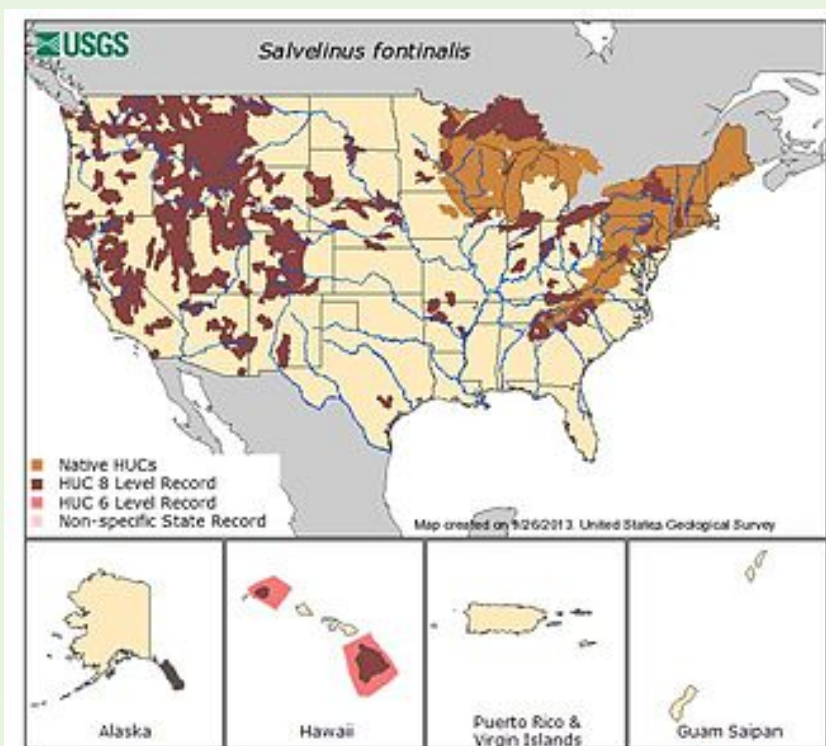 USGS
Salvelinus fontinalis
Native HUCs
HUC 8 Level Record
HUC 6 Level Record
Non-specific State Record
Map created on 9/26/2013. United States Geological Survey
Alaska
Hawaii
Puerto Rico &
Virgin Islands
Guam Saipan